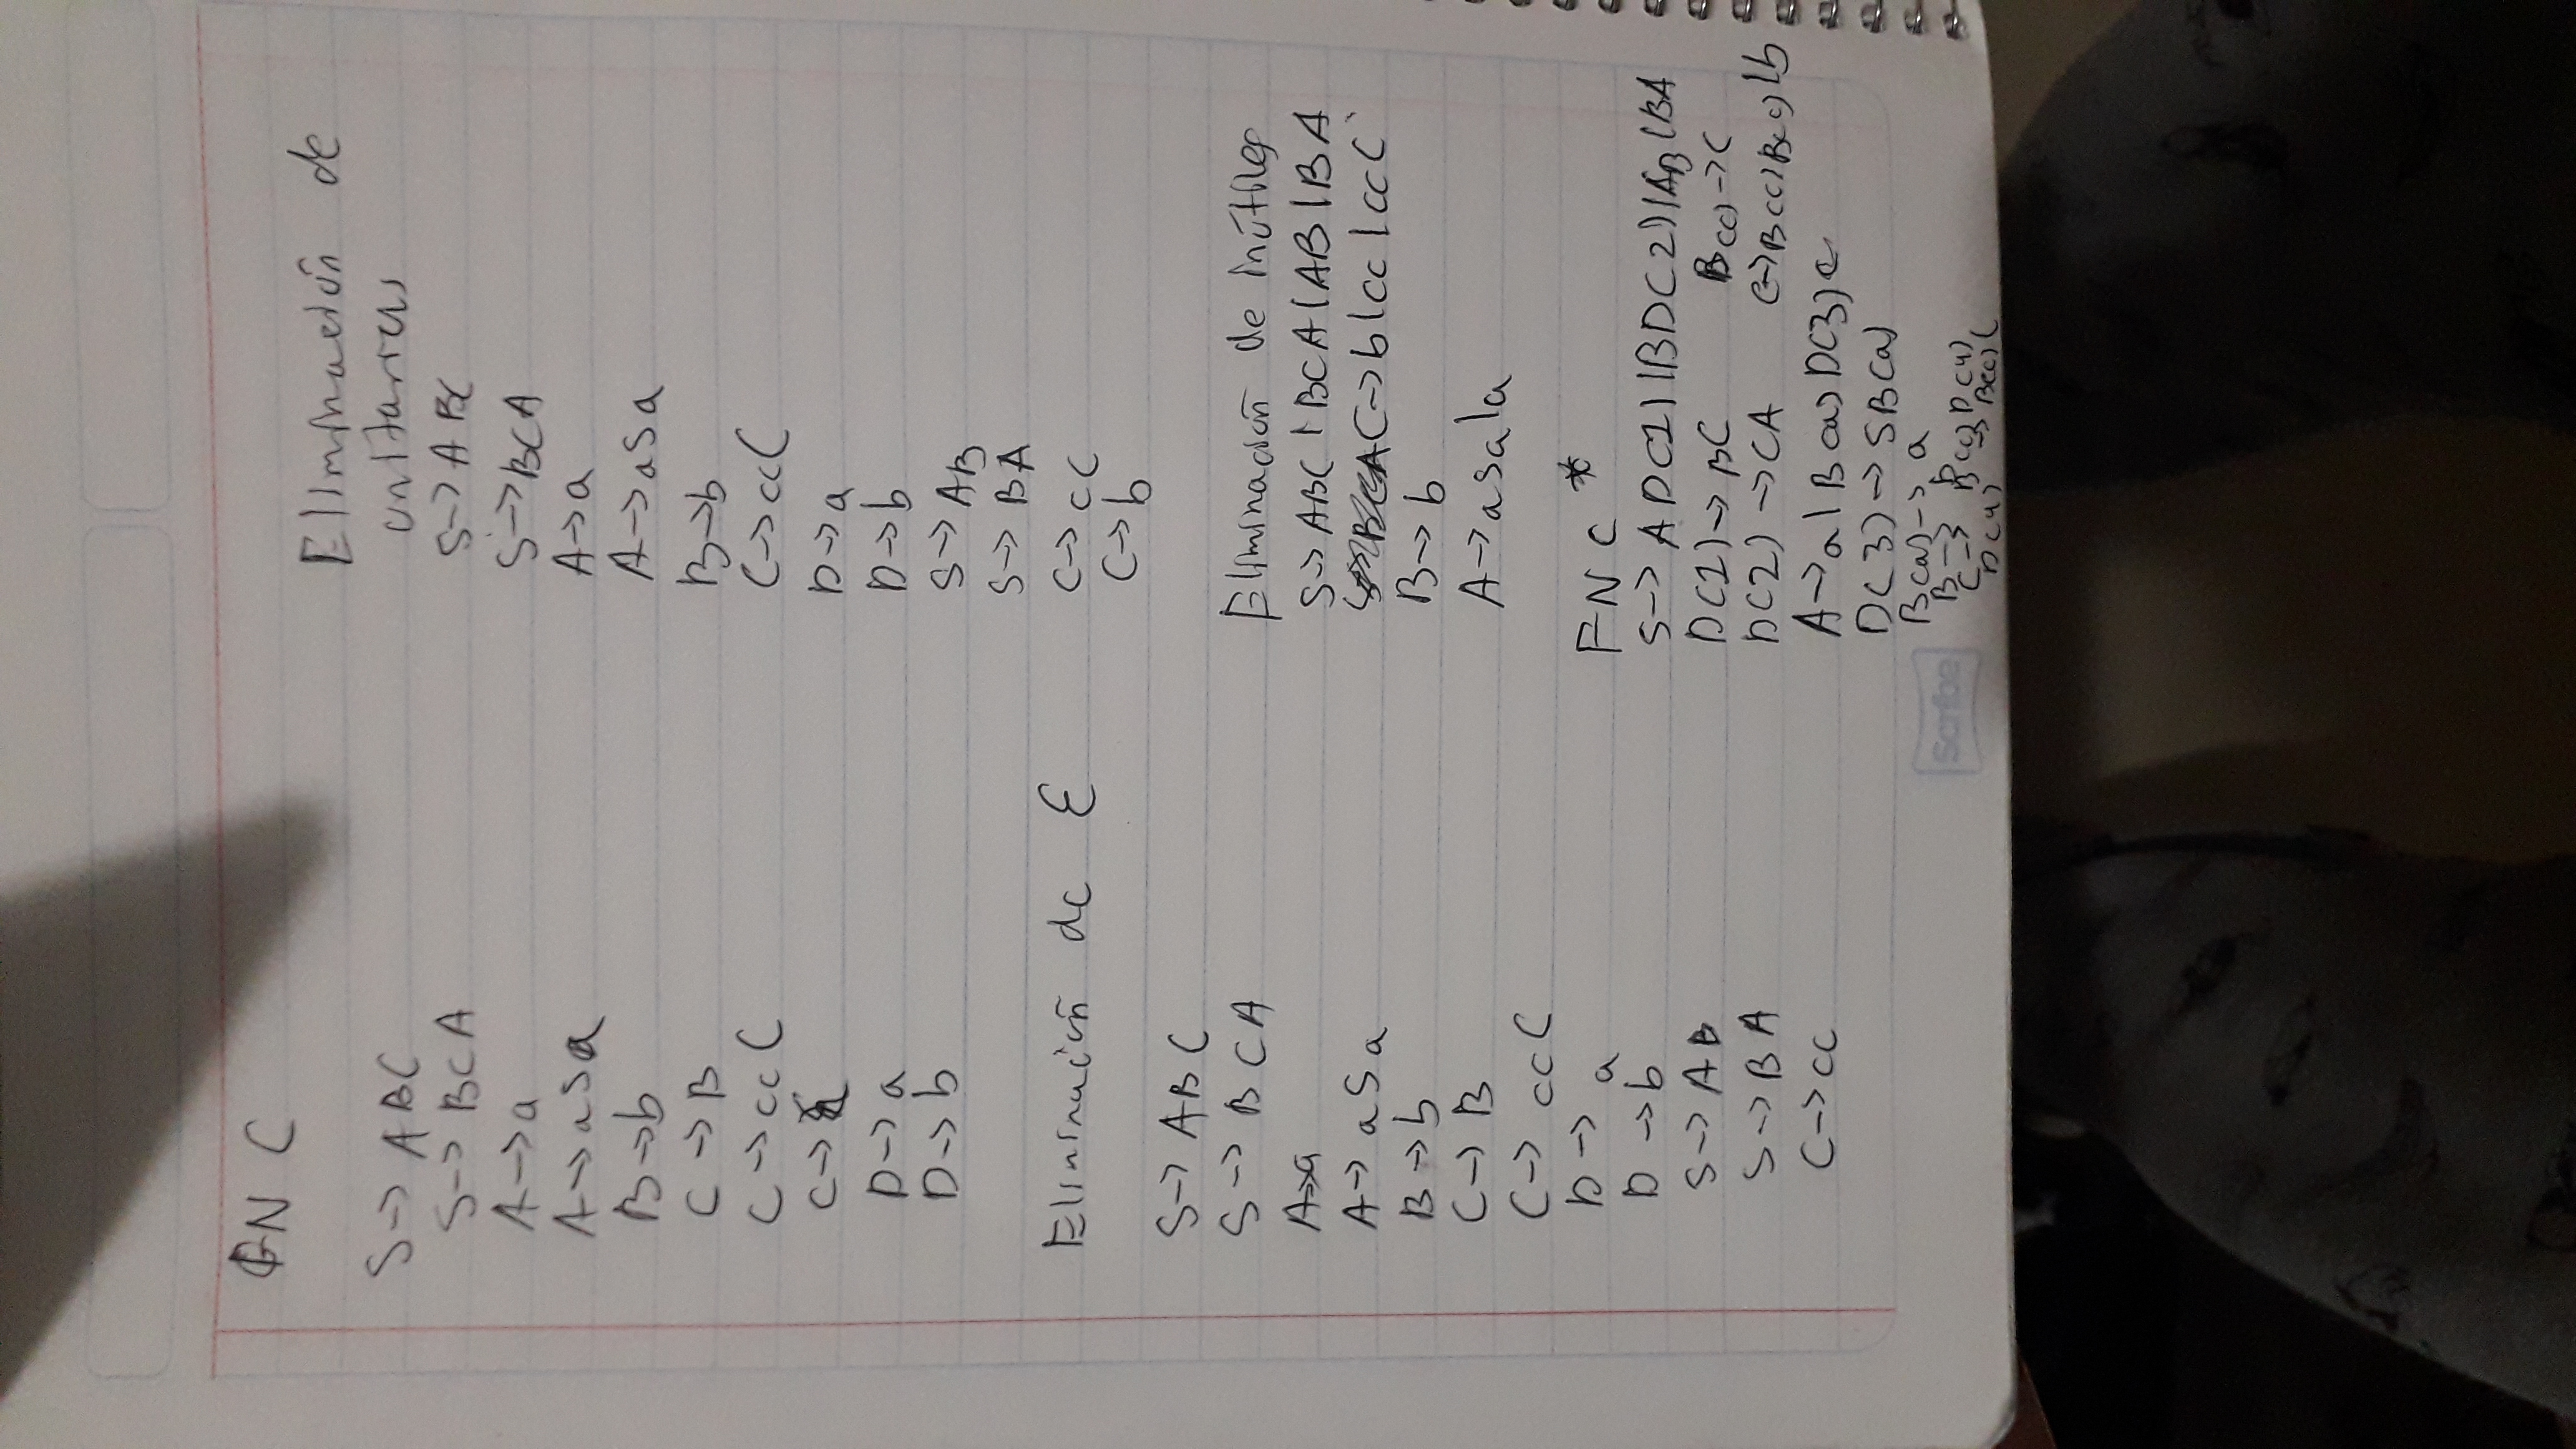 FNC
S → ABC
S → BCA
A → a
A → aSa
B → b
C → B
C → ccC
C →
D → a
D → b
Eliminación de ε
S → ABC
S → BCA
A → a
A → aSa
B → b
C → B
C → ccC
D → a
D → b
S → AB
S → BA
C → cc
Eliminación de
unitarias
S → ABC
S → BCA
A → a
A → aSa
B → b
C → ccC
D → a
D → b
S → AB
S → BA
C → cc
C → b
Eliminación de inútiles
S → ABC | BCA | AB | BA
C → b | cc | ccC
B → b
A → aSa | a
FNC *
S → AD(1) | BD(2) | AB | BA
D(1) → BC B(c) → c
D(2) → CA C → B(c)B(c) | b
A → a | B(a) D(3)
D(3) → SB(a)
B(a) → a
B → b
C → B(c) D(4)
D(4) → B(c) C
Scribe